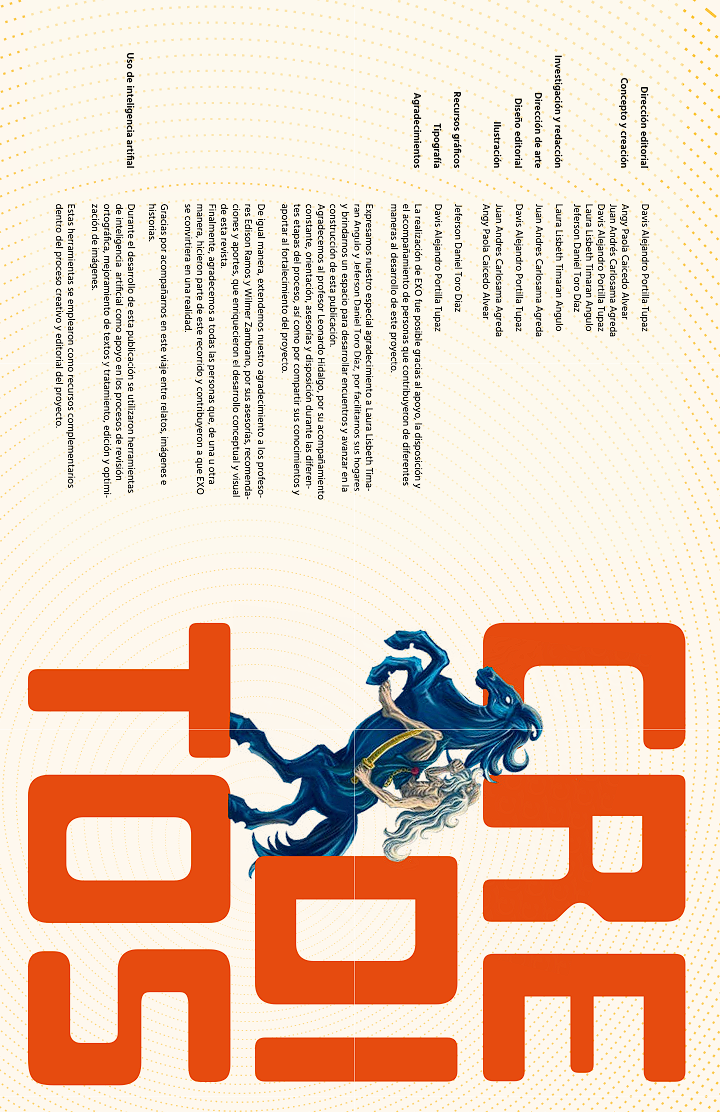 Dirección editorial
Davis Alejandro Portilla Tupaz
Concepto y creación
Angy Paola Caicedo Alvear
Juan Andrés Carlosama Agreda
Davis Alejandro Portilla Tupaz
Laura Lisbeth Timaran Angulo
Jeferson Daniel Toro Díaz
Investigación y redacción
Laura Lisbeth Timaran Angulo
Dirección de arte
Juan Andres Carlosama Agreda
Diseño editorial
Davis Alejandro Portilla Tupaz
Ilustración
Juan Andres Carlosama Agreda
Angy Paola Caicedo Alvear
Recursos gráficos
Jeferson Daniel Toro Díaz
Tipografía
Davis Alejandro Portilla Tupaz
Agradecimientos
La realización de EXO fue posible gracias al apoyo, la disposición y
el acompañamiento de personas que contribuyeron de diferentes
maneras al desarrollo de este proyecto.
Expresamos nuestro especial agradecimiento a Laura Lisbeth Tima-
ran Angulo y Jeferson Daniel Toro Díaz, por facilitarnos sus hogares
y brindarnos un espacio para desarrollar encuentros y avanzar en la
construcción de esta publicación.
Agradecemos al profesor Leonardo Hidalgo, por su acompañamiento
constante, orientación, asesorías y disposición durante las diferen-
tes etapas del proceso, así como por compartir sus conocimientos y
aportar al fortalecimiento del proyecto.
De igual manera, extendemos nuestro agradecimiento a los profeso-
res Edison Ramos y Wilmer Zambrano, por sus asesorías, recomenda-
ciones y aportes, que enriquecieron el desarrollo conceptual y visual
de esta revista.
Finalmente, agradecemos a todas las personas que, de una u otra
manera, hicieron parte de este recorrido y contribuyeron a que EXO
se convirtiera en una realidad.
Gracias por acompañarnos en este viaje entre relatos, imágenes e
historias.
Uso de inteligencia artifial
Durante el desarrollo de esta publicación se utilizaron herramientas
de inteligencia artificial como apoyo en los procesos de revisión
ortográfica, mejoramiento de textos y tratamiento, edición y optimi-
zación de imágenes.
Estas herramientas se emplearon como recursos complementarios
dentro del proceso creativo y editorial del proyecto.
CRE
DI
TOS